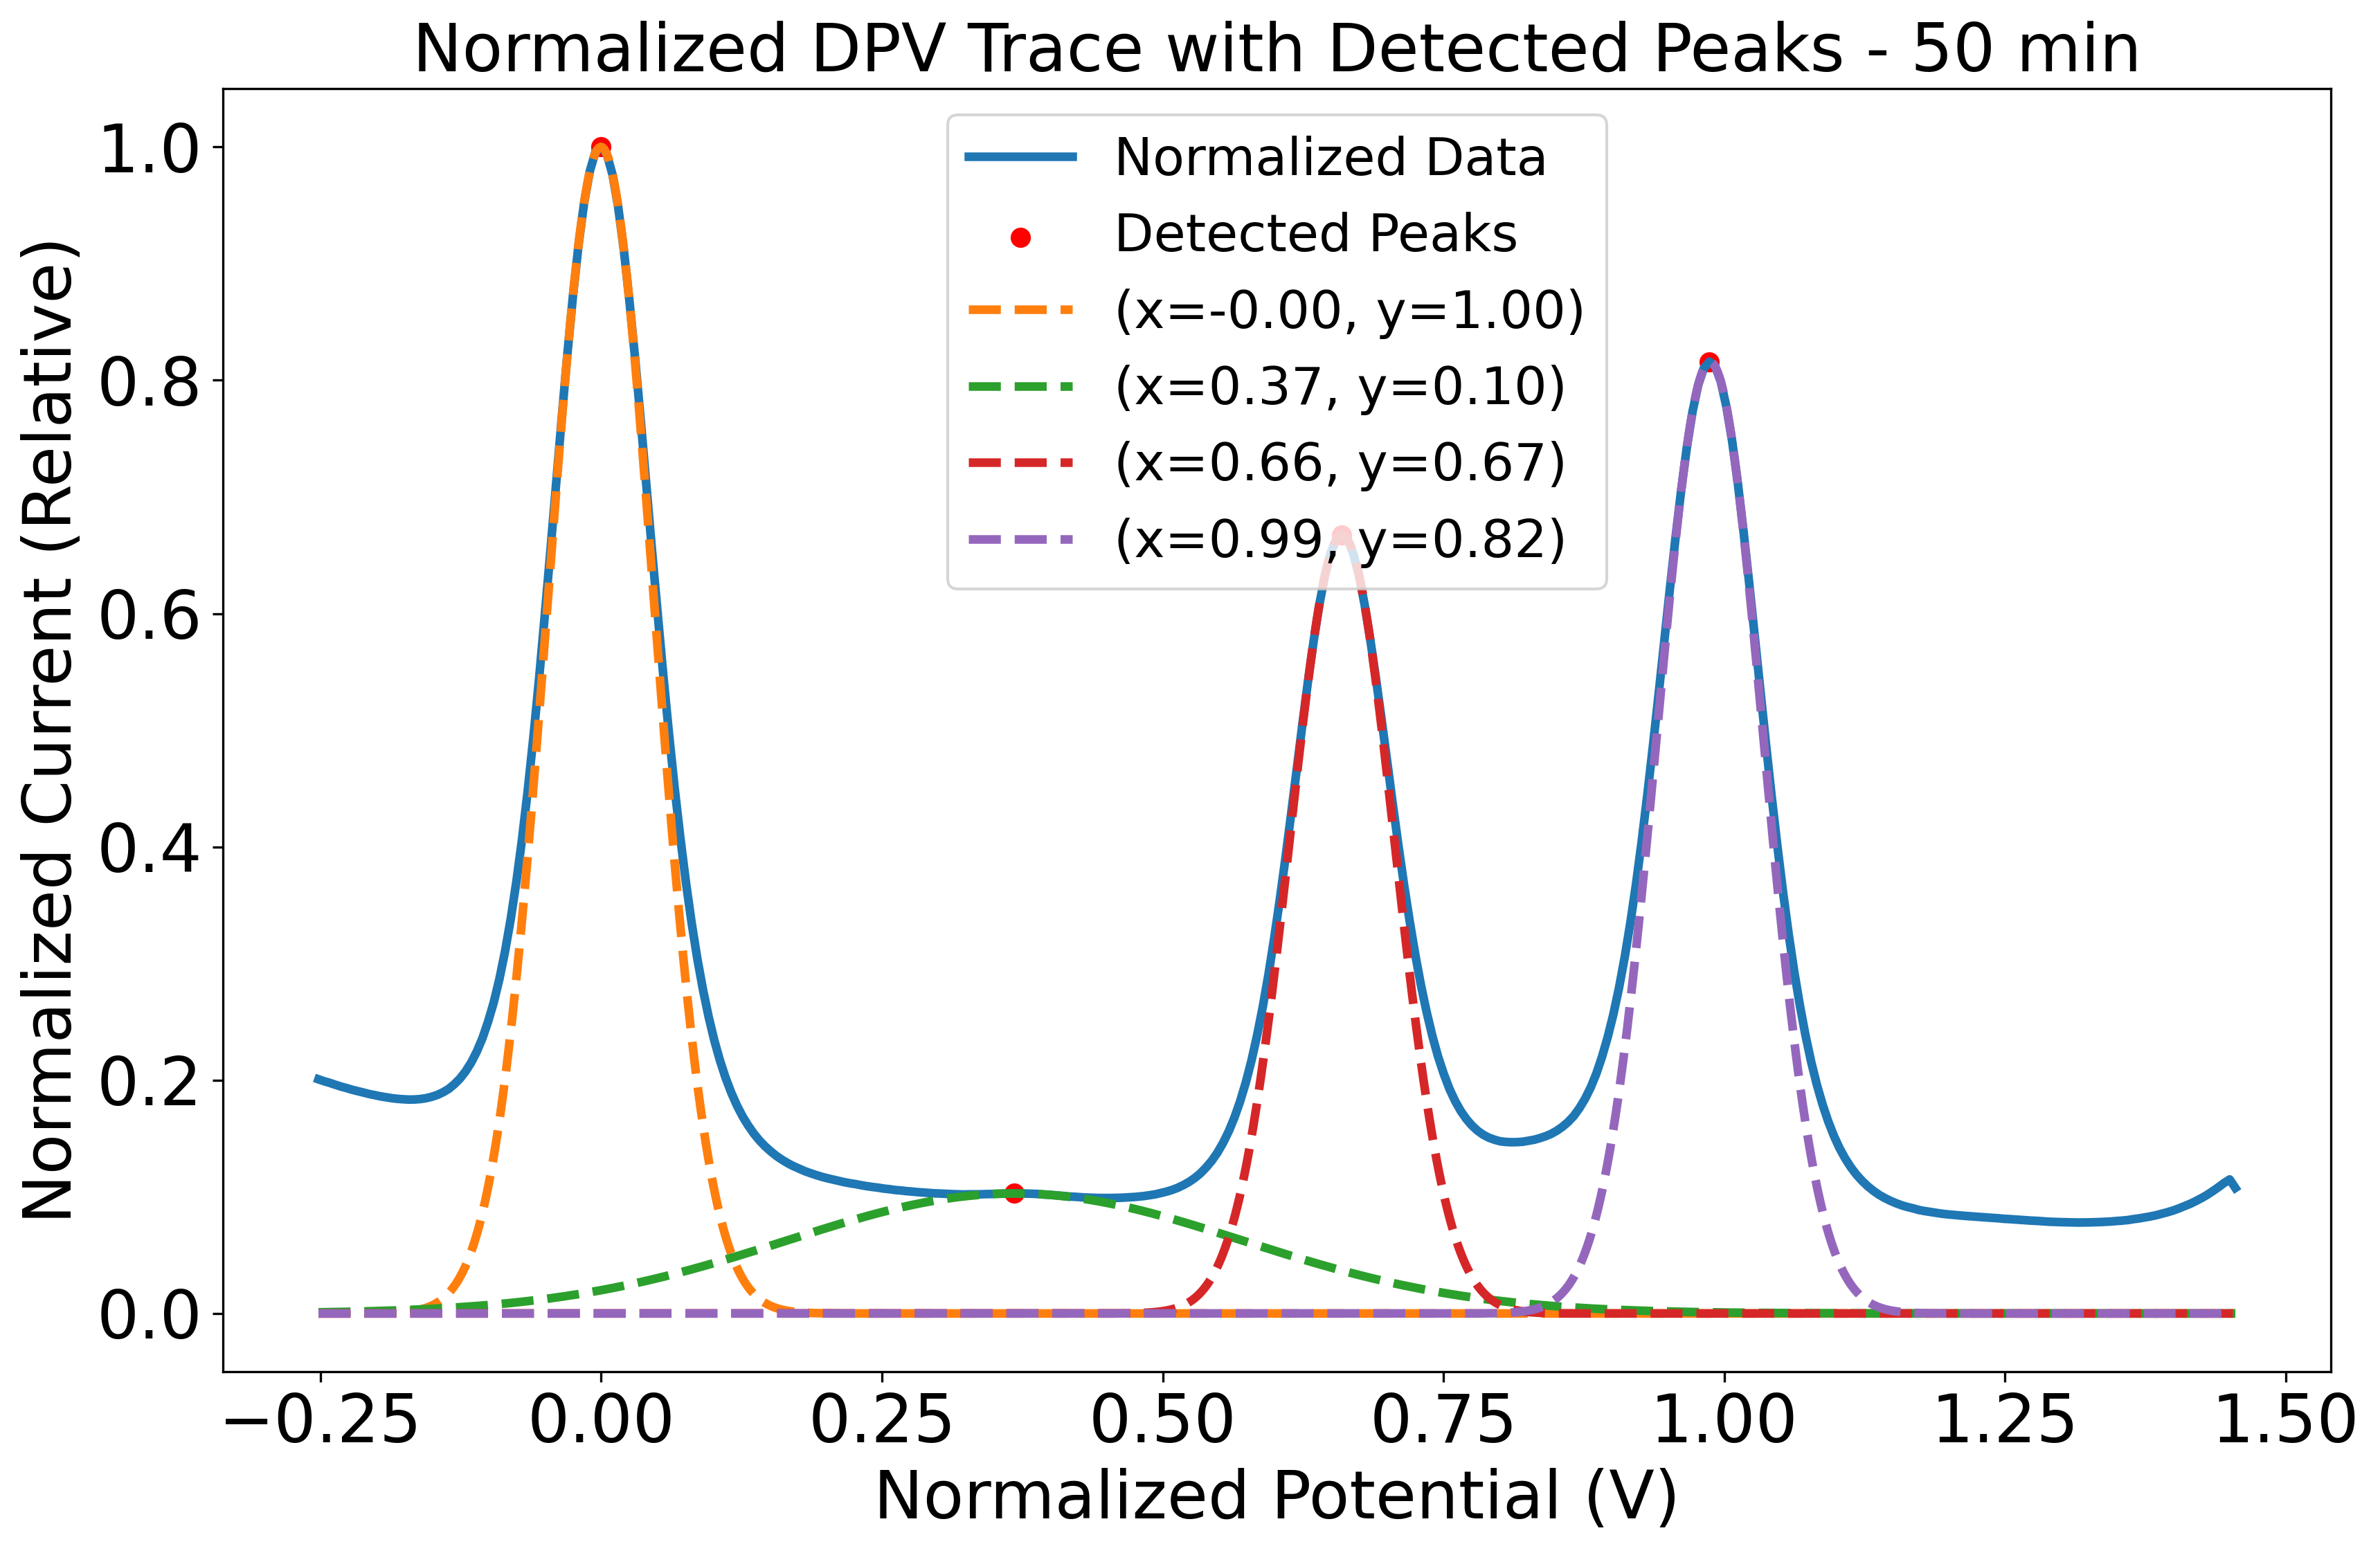 Normalized DPV Trace with Detected Peaks - 50 min
Normalized Current (Relative)
1.0
0.8
0.6
0.4
0.2
0.0
Normalized Data
Detected Peaks
(x=-0.00, y=1.00)
(x=0.37, y=0.10)
(x=0.66, y=0.67)
(x=0.99, y=0.82)
−0.25 0.00 0.25 0.50 0.75 1.00 1.25 1.50
Normalized Potential (V)